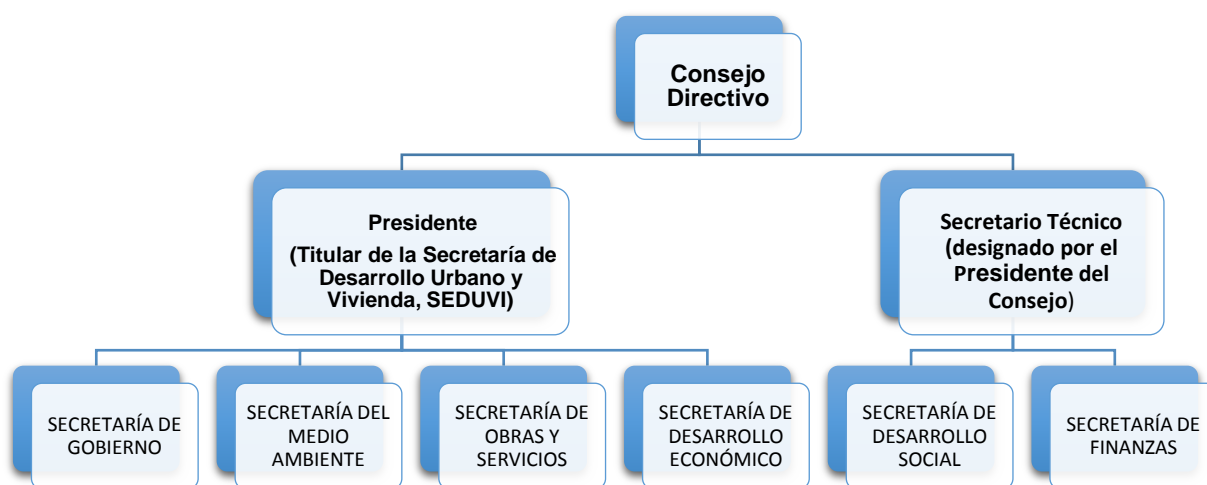 Consejo
Directivo
Presidente
(Titular de la Secretaría de
Desarrollo Urbano y
Vivienda, SEDUVI)
Secretario Técnico
(designado por el
Presidente del
Consejo)
SECRETARÍA DE
GOBIERNO
SECRETARÍA DEL
MEDIO
AMBIENTE
SECRETARÍA DE
OBRAS Y
SERVICIOS
SECRETARÍA DE
DESARROLLO
ECONÓMICO
SECRETARÍA DE
DESARROLLO
SOCIAL
SECRETARÍA DE
FINANZAS